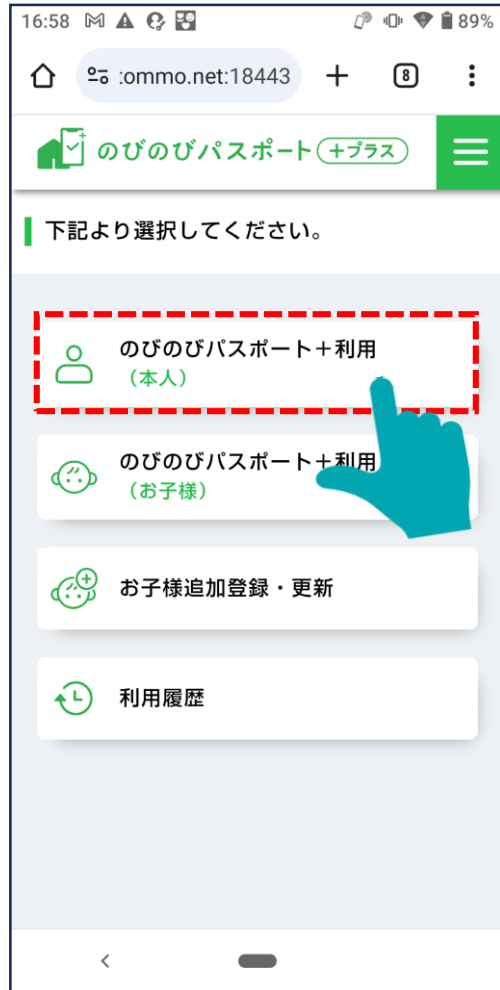 16:58 89%
:ommo.net:18443 8
のびのびパスポート +プラス
下記より選択してください。
のびのびパスポート+利用
(本人)
のびのびパスポート+利用
(お子様)
お子様追加登録・更新
利用履歴